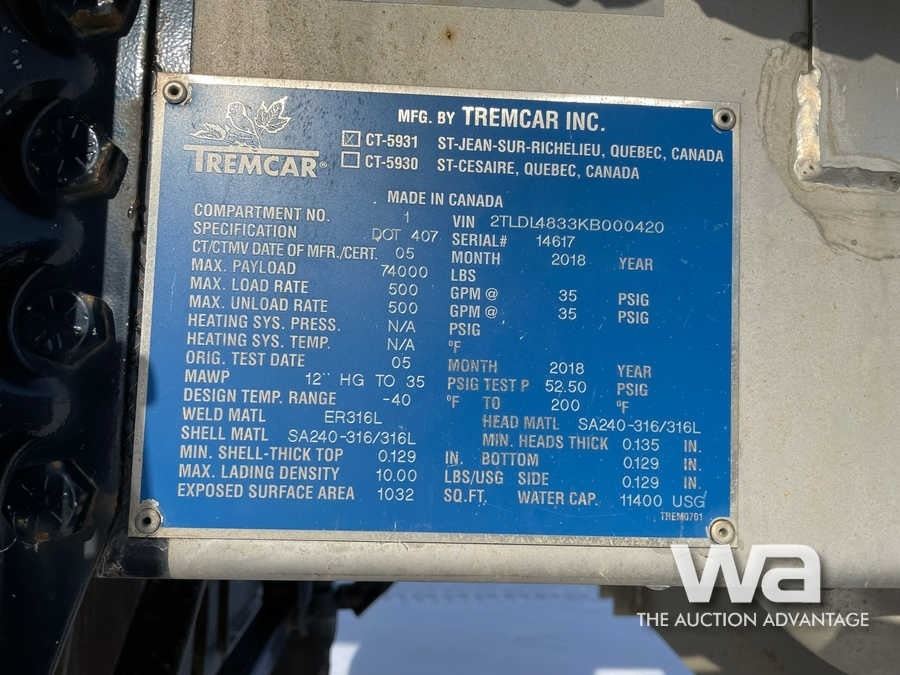 MFG. BY TREMCAR INC.
TREMCAR®
CT-5931 ST-JEAN-SUR-RICHELIEU, QUEBEC, CANADA
CT-5930 ST-CESAIRE, QUEBEC, CANADA
MADE IN CANADA
COMPARTMENT NO. 1 VIN 2TLDL4833KB000420
SPECIFICATION DOT 407 SERIAL# 14617
CT/CTMV DATE OF MFR./CERT. 05 MONTH 2018 YEAR
MAX. PAYLOAD 74000 LBS
MAX. LOAD RATE 500 GPM @ 35 PSIG
MAX. UNLOAD RATE 500 GPM @ 35 PSIG
HEATING SYS. PRESS. N/A PSIG
HEATING SYS. TEMP. N/A °F
ORIG. TEST DATE 05 MONTH 2018 YEAR
MAWP 12" HG TO 35 PSIG TEST P 52.50 PSIG
DESIGN TEMP. RANGE -40 °F TO 200 °F
WELD MATL ER316L HEAD MATL SA240-316/316L
SHELL MATL SA240-316/316L MIN. HEADS THICK 0.135 IN.
MIN. SHELL-THICK TOP 0.129 IN. BOTTOM 0.129 IN.
MAX. LADING DENSITY 10.00 LBS/USG SIDE 0.129 IN.
EXPOSED SURFACE AREA 1032 SQ.FT. WATER CAP. 11400 USG
TREM0761
wa
THE AUCTION ADVANTAGE